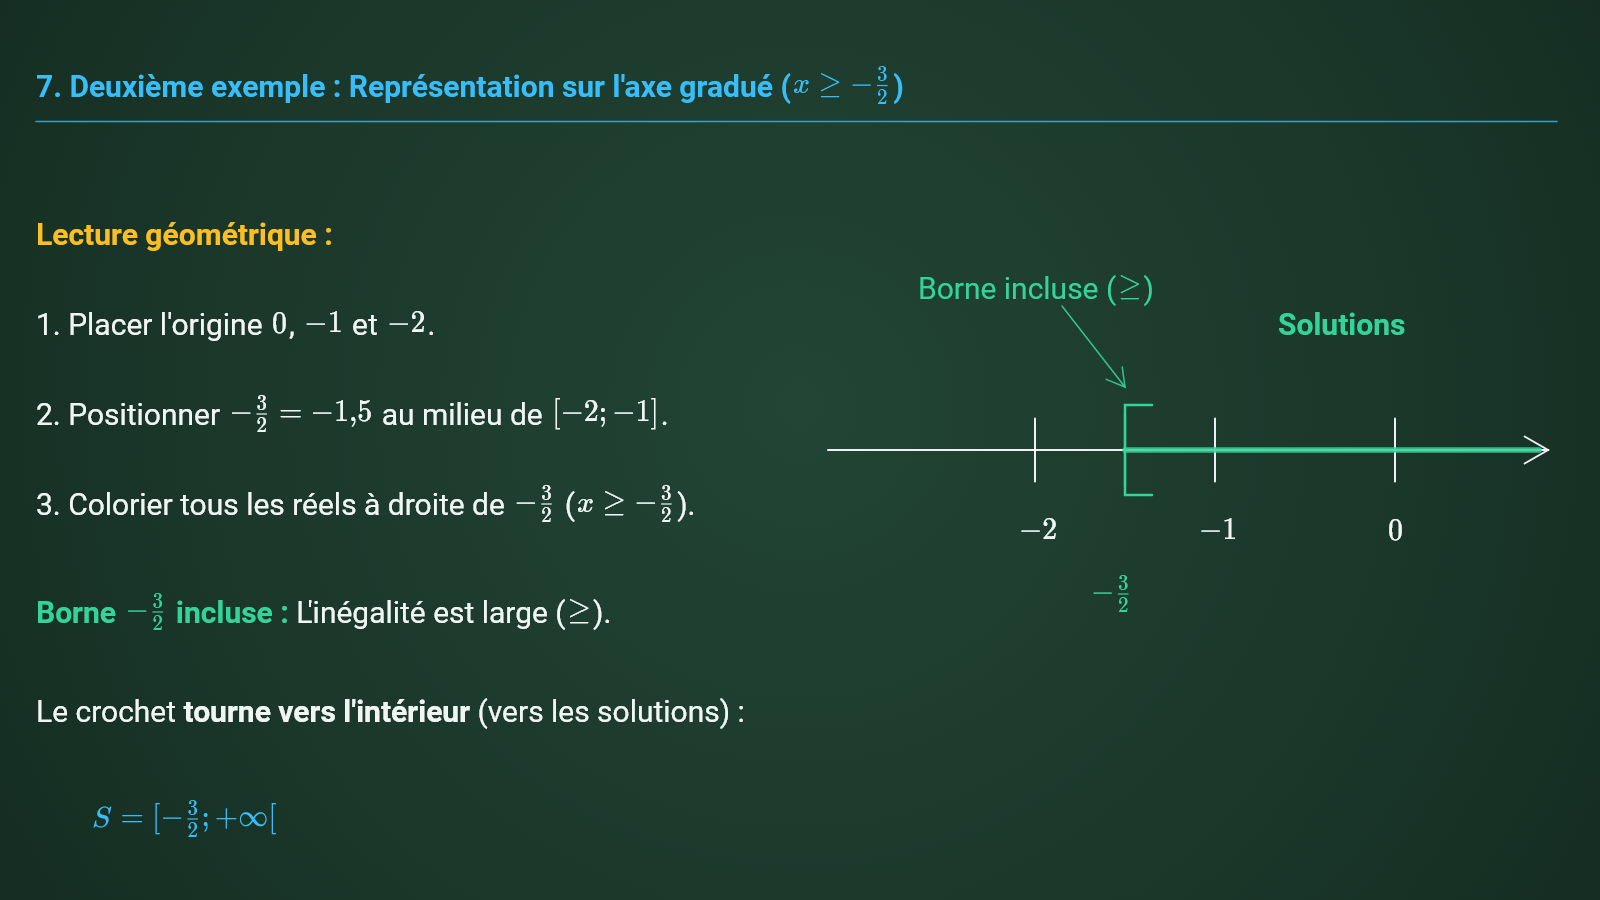 7. Deuxième exemple : Représentation sur l'axe gradué (x ≥ −3/2)
Lecture géométrique :
1. Placer l'origine 0, −1 et −2.
2. Positionner −3/2 = −1,5 au milieu de [−2; −1].
3. Colorier tous les réels à droite de −3/2 (x ≥ −3/2).
Borne −3/2 incluse : L'inégalité est large (≥).
Le crochet tourne vers l'intérieur (vers les solutions) :
S = [−3/2; +∞[
Borne incluse (≥)
Solutions
−2 −1 0
−3/2